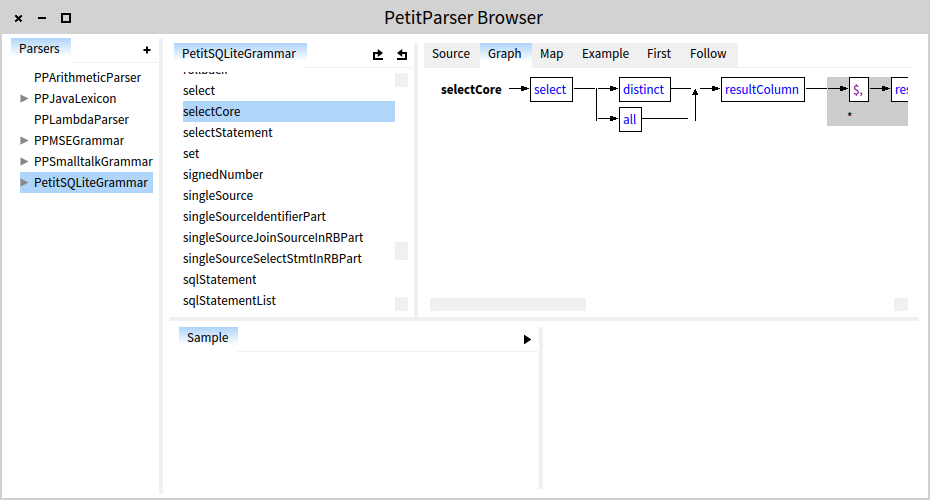 PetitParser Browser
Parsers
PPArithmeticParser
PPJavaLexicon
PPLambdaParser
PPMSEGrammar
PPSmalltalkGrammar
PetitSQLiteGrammar
PetitSQLiteGrammar
rollback
select
selectCore
selectStatement
set
signedNumber
singleSource
singleSourceIdentifierPart
singleSourceJoinSourceInRBPart
singleSourceSelectStmtInRBPart
sqlStatement
sqlStatementList
Source Graph Map Example First Follow
selectCore select distinct resultColumn $, res
all *
Sample